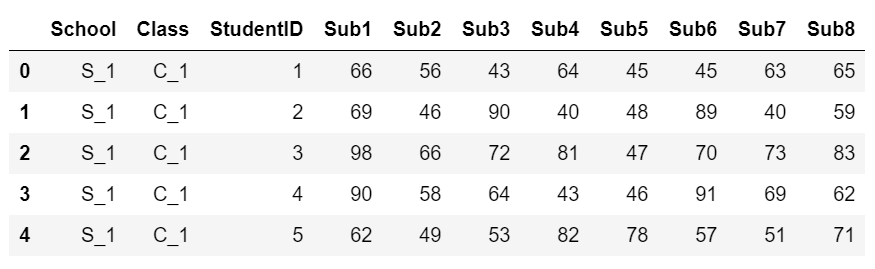 School Class StudentID Sub1 Sub2 Sub3 Sub4 Sub5 Sub6 Sub7 Sub8
0 S_1 C_1 1 66 56 43 64 45 45 63 65
1 S_1 C_1 2 69 46 90 40 48 89 40 59
2 S_1 C_1 3 98 66 72 81 47 70 73 83
3 S_1 C_1 4 90 58 64 43 46 91 69 62
4 S_1 C_1 5 62 49 53 82 78 57 51 71